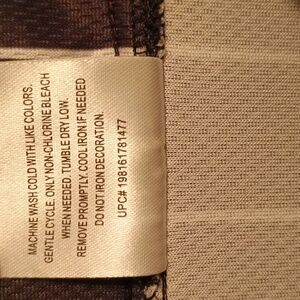 MACHINE WASH COLD WITH LIKE COLORS.
GENTLE CYCLE. ONLY NON-CHLORINE BLEACH
WHEN NEEDED. TUMBLE DRY LOW.
REMOVE PROMPTLY. COOL IRON IF NEEDED
DO NOT IRON DECORATION.
UPC# 198161781477